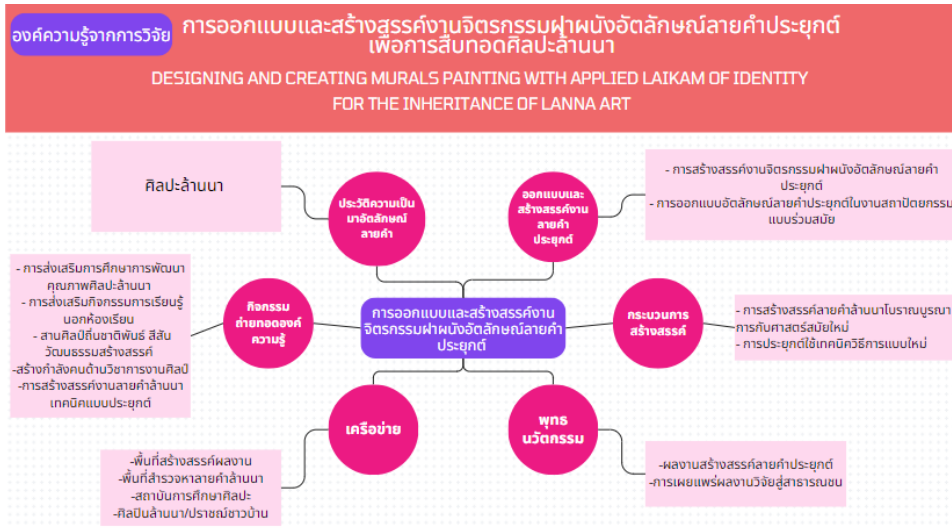 องค์ความรู้จากการวิจัย
การออกแบบและสร้างสรรค์งานจิตรกรรมฝาผนังอัตลักษณ์ลายคำประยุกต์
เพื่อการสืบทอดศิลปะล้านนา
DESIGNING AND CREATING MURALS PAINTING WITH APPLIED LAIKAM OF IDENTITY
FOR THE INHERITANCE OF LANNA ART
ศิลปะล้านนา
ประวัติความเป็น
มาอัตลักษณ์
ลายคำ
ออกแบบและ
สร้างสรรค์งาน
ลายคำ
ประยุกต์
- การสร้างสรรค์งานจิตรกรรมฝาผนังอัตลักษณ์ลายคำ
ประยุกต์
- การออกแบบอัตลักษณ์ลายคำประยุกต์ในงานสถาปัตยกรรม
แบบร่วมสมัย
- การส่งเสริมการศึกษาการพัฒนา
คุณภาพศิลปะล้านนา
- การส่งเสริมกิจกรรมการเรียนรู้
นอกห้องเรียน
- สานศิลป์ถิ่นชาติพันธ์ สีสัน
วัฒนธรรมสร้างสรรค์
-สร้างกำลังคนด้านวิชาการงานศิลป์
-การสร้างสรรค์งานลายคำล้านนา
เทคนิคแบบประยุกต์
กิจกรรม
ถ่ายทอดองค์
ความรู้
การออกแบบและสร้างสรรค์งาน
จิตรกรรมฝาผนังอัตลักษณ์ลายคำ
ประยุกต์
กระบวนการ
สร้างสรรค์
- การสร้างสรรค์ลายคำล้านนาโบราณบูรณา
การกับศาสตร์สมัยใหม่
- การประยุกต์ใช้เทคนิควิธีการแบบใหม่
เครือข่าย
พุทธ
นวัตกรรม
-พื้นที่สร้างสรรค์ผลงาน
-พื้นที่สำรวจหาลายคำล้านนา
-สถาบันการศึกษาศิลปะ
-ศิลปินล้านนา/ปราชญ์ชาวบ้าน
-ผลงานสร้างสรรค์ลายคำประยุกต์
-การเผยแพร่ผลงานวิจัยสู่สาธารณชน